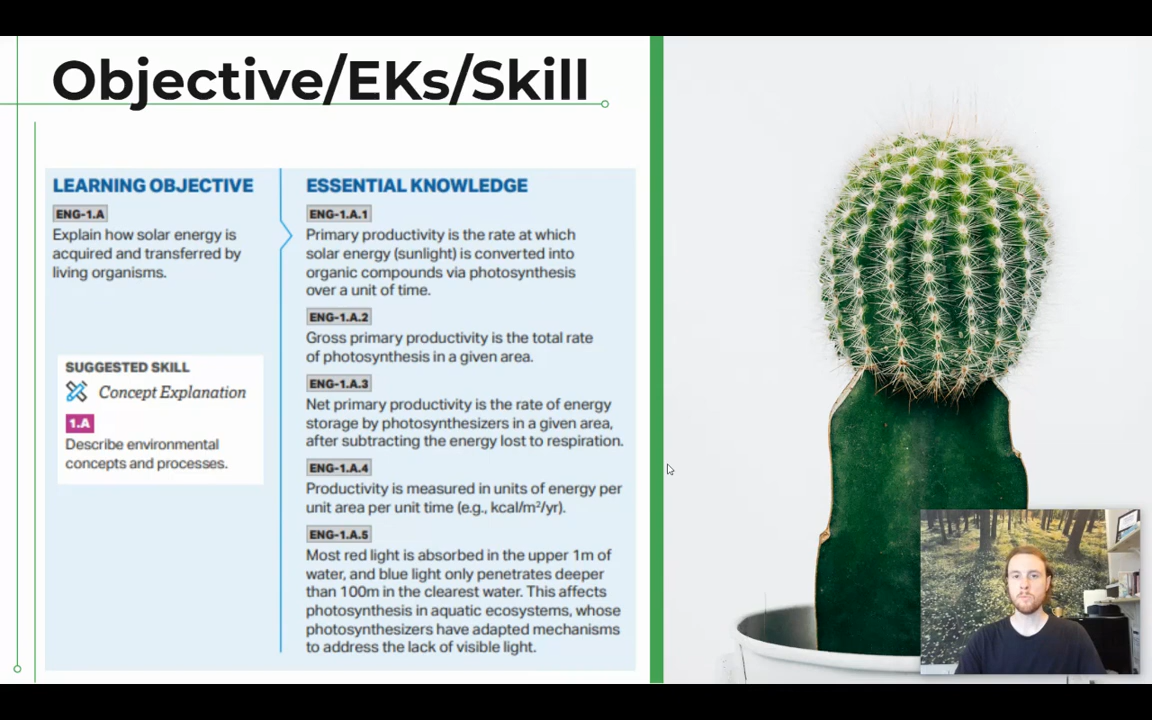 Objective/EKs/Skill
LEARNING OBJECTIVE
ENG-1.A
Explain how solar energy is
acquired and transferred by
living organisms.
SUGGESTED SKILL
Concept Explanation
1.A
Describe environmental
concepts and processes.
ESSENTIAL KNOWLEDGE
ENG-1.A.1
Primary productivity is the rate at which
solar energy (sunlight) is converted into
organic compounds via photosynthesis
over a unit of time.
ENG-1.A.2
Gross primary productivity is the total rate
of photosynthesis in a given area.
ENG-1.A.3
Net primary productivity is the rate of energy
storage by photosynthesizers in a given area,
after subtracting the energy lost to respiration.
ENG-1.A.4
Productivity is measured in units of energy per
unit area per unit time (e.g., kcal/m²/yr).
ENG-1.A.5
Most red light is absorbed in the upper 1m of
water, and blue light only penetrates deeper
than 100m in the clearest water. This affects
photosynthesis in aquatic ecosystems, whose
photosynthesizers have adapted mechanisms
to address the lack of visible light.